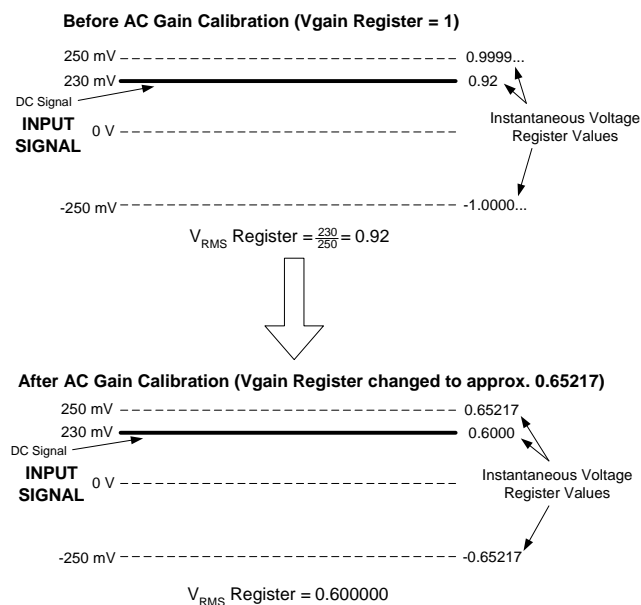 Before AC Gain Calibration (Vgain Register = 1)
250 mV
0.9999...
230 mV
0.92
DC Signal
INPUT
SIGNAL
0 V
Instantaneous Voltage
Register Values
-250 mV
-1.0000...
VRMS Register = 230/250 = 0.92
After AC Gain Calibration (Vgain Register changed to approx. 0.65217)
250 mV
0.65217
230 mV
0.6000
DC Signal
INPUT
SIGNAL
0 V
Instantaneous Voltage
Register Values
-250 mV
-0.65217
VRMS Register = 0.600000